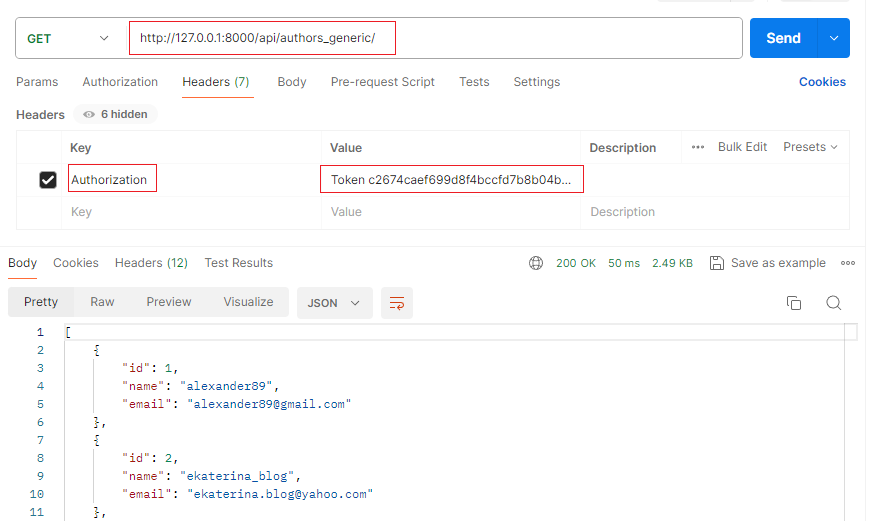 GET http://127.0.0.1:8000/api/authors_generic/ Send
Params Authorization Headers (7) Body Pre-request Script Tests Settings Cookies
Headers 6 hidden
Key Value Description ••• Bulk Edit Presets
Authorization Token c2674caef699d8f4bccfd7b8b04b...
Key Value Description
Body Cookies Headers (12) Test Results 200 OK 50 ms 2.49 KB Save as example •••
Pretty Raw Preview Visualize JSON
1 [
2 {
3 "id": 1,
4 "name": "alexander89",
5 "email": "alexander89@gmail.com"
6 },
7 {
8 "id": 2,
9 "name": "ekaterina_blog",
10 "email": "ekaterina.blog@yahoo.com"
11 },